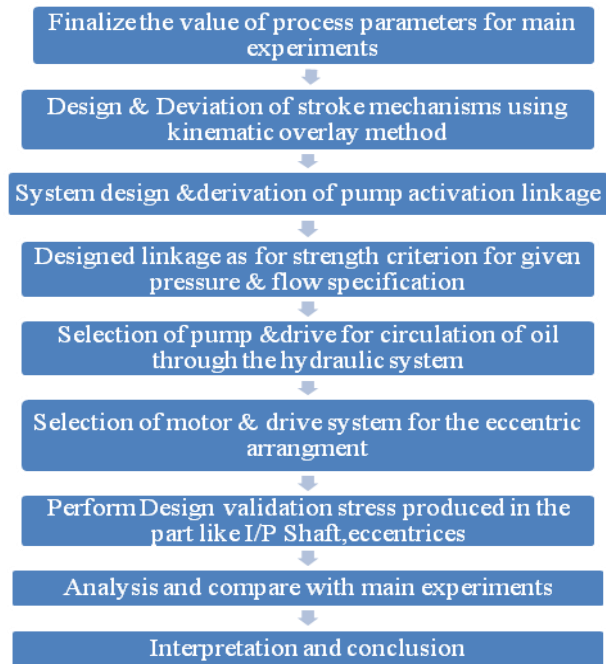 Finalize the value of process parameters for main
experiments
Design & Deviation of stroke mechanisms using
kinematic overlay method
System design &derivation of pump activation linkage
Designed linkage as for strength criterion for given
pressure & flow specification
Selection of pump &drive for circulation of oil
through the hydraulic system
Selection of motor & drive system for the eccentric
arrangment
Perform Design validation stress produced in the
part like I/P Shaft,eccentrices
Analysis and compare with main experiments
Interpretation and conclusion